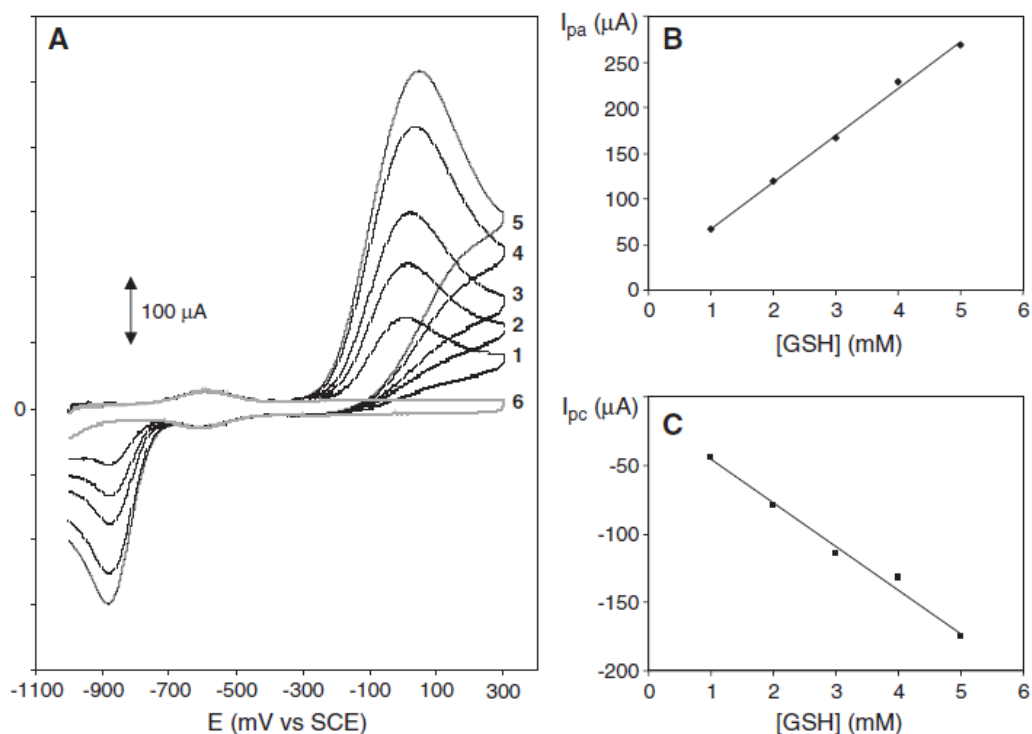 A
100 μA
5
4
3
2
1
6
0
-1100 -900 -700 -500 -300 -100 100 300
E (mV vs SCE)
I_pa (μA)
B
250
200
150
100
50
0
0 1 2 3 4 5 6
[GSH] (mM)
I_pc (μA)
C
-50
-100
-150
-200
0 1 2 3 4 5 6
[GSH] (mM)